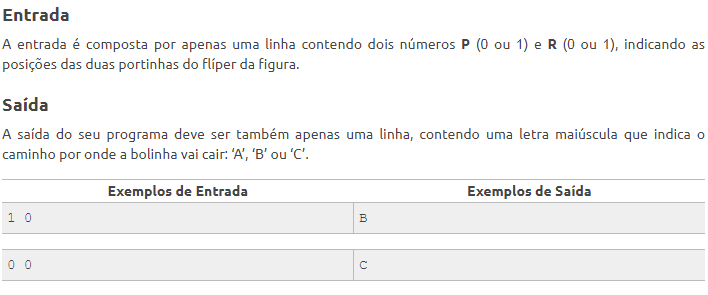 Entrada
A entrada é composta por apenas uma linha contendo dois números P (0 ou 1) e R (0 ou 1), indicando as
posições das duas portinhas do flíper da figura.
Saída
A saída do seu programa deve ser também apenas uma linha, contendo uma letra maiúscula que indica o
caminho por onde a bolinha vai cair: ‘A’, ‘B’ ou ‘C’.
Exemplos de Entrada Exemplos de Saída
1 0 B
0 0 C